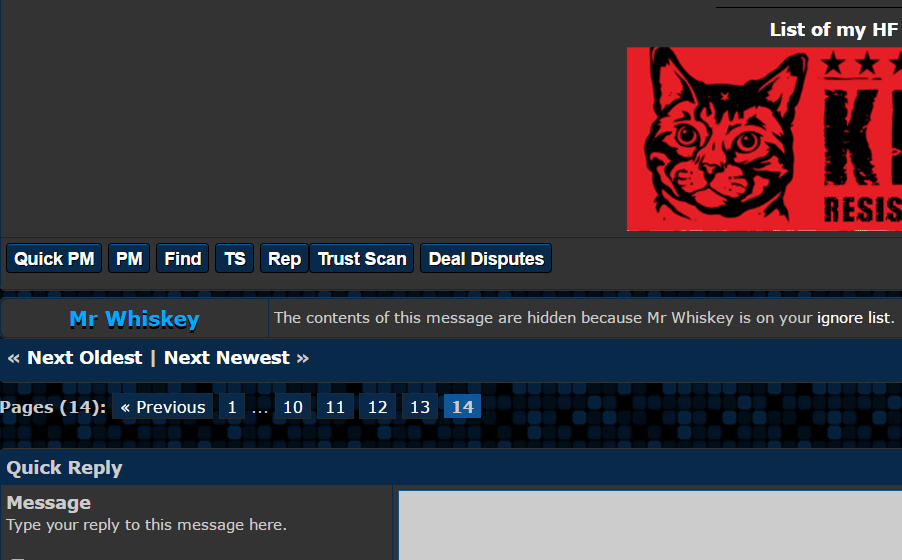 List of my HF
RESIS
Quick PM PM Find TS Rep Trust Scan Deal Disputes
Mr Whiskey The contents of this message are hidden because Mr Whiskey is on your ignore list.
« Next Oldest | Next Newest »
Pages (14): « Previous 1 ... 10 11 12 13 14
Quick Reply
Message
Type your reply to this message here.